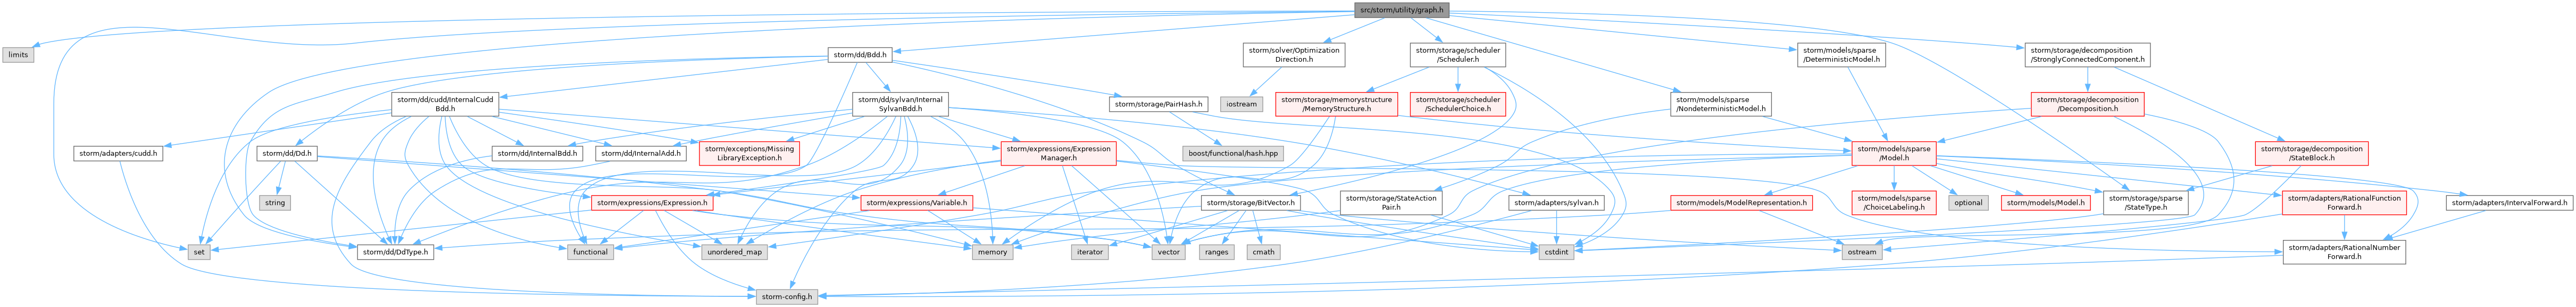 src/storm/utility/graph.h
limits
storm/dd/Bdd.h
storm/solver/Optimization
Direction.h
storm/storage/scheduler
/Scheduler.h
storm/models/sparse
/DeterministicModel.h
storm/storage/decomposition
/StronglyConnectedComponent.h
storm/dd/cudd/InternalCudd
Bdd.h
storm/dd/sylvan/Internal
SylvanBdd.h
storm/storage/PairHash.h
iostream
storm/storage/memorystructure
/MemoryStructure.h
storm/storage/scheduler
/SchedulerChoice.h
storm/models/sparse
/NondeterministicModel.h
storm/storage/decomposition
/Decomposition.h
storm/adapters/cudd.h
storm/dd/Dd.h
storm/dd/InternalBdd.h
storm/dd/InternalAdd.h
storm/exceptions/Missing
LibraryException.h
storm/expressions/Expression
Manager.h
boost/functional/hash.hpp
storm/models/sparse
/Model.h
storm/storage/decomposition
/StateBlock.h
string
storm/expressions/Expression.h
storm/expressions/Variable.h
storm/storage/BitVector.h
storm/storage/StateAction
Pair.h
storm/adapters/sylvan.h
storm/models/ModelRepresentation.h
storm/models/sparse
/ChoiceLabeling.h
optional
storm/models/Model.h
storm/storage/sparse
/StateType.h
storm/adapters/RationalFunction
Forward.h
storm/adapters/IntervalForward.h
set
storm/dd/DdType.h
functional
unordered_map
memory
iterator
vector
ranges
cmath
cstdint
ostream
storm/adapters/RationalNumber
Forward.h
storm-config.h